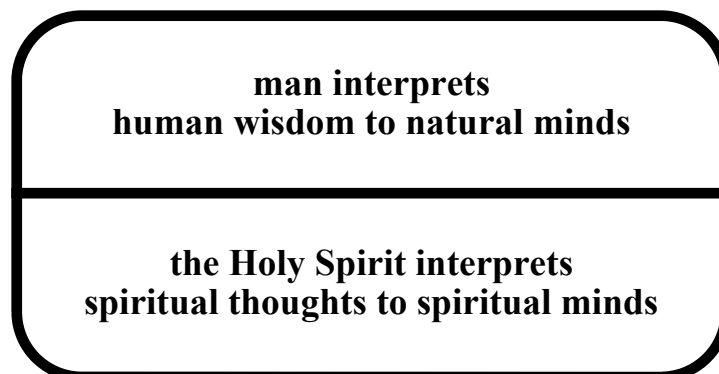 man interprets
human wisdom to natural minds
the Holy Spirit interprets
spiritual thoughts to spiritual minds